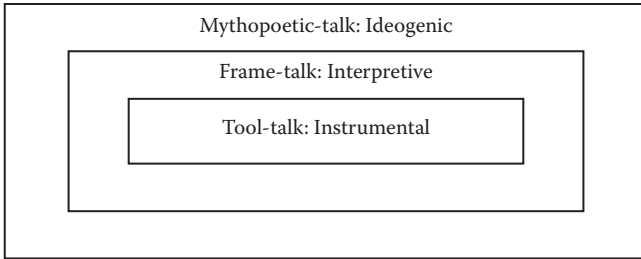 Mythopoetic-talk: Ideogenic
Frame-talk: Interpretive
Tool-talk: Instrumental